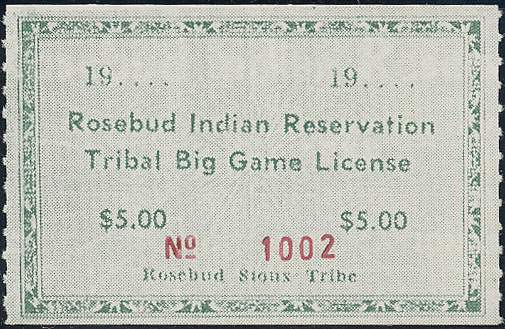 19.... 19....
Rosebud Indian Reservation
Tribal Big Game License
$5.00 $5.00
No 1002
Rosebud Sioux Tribe